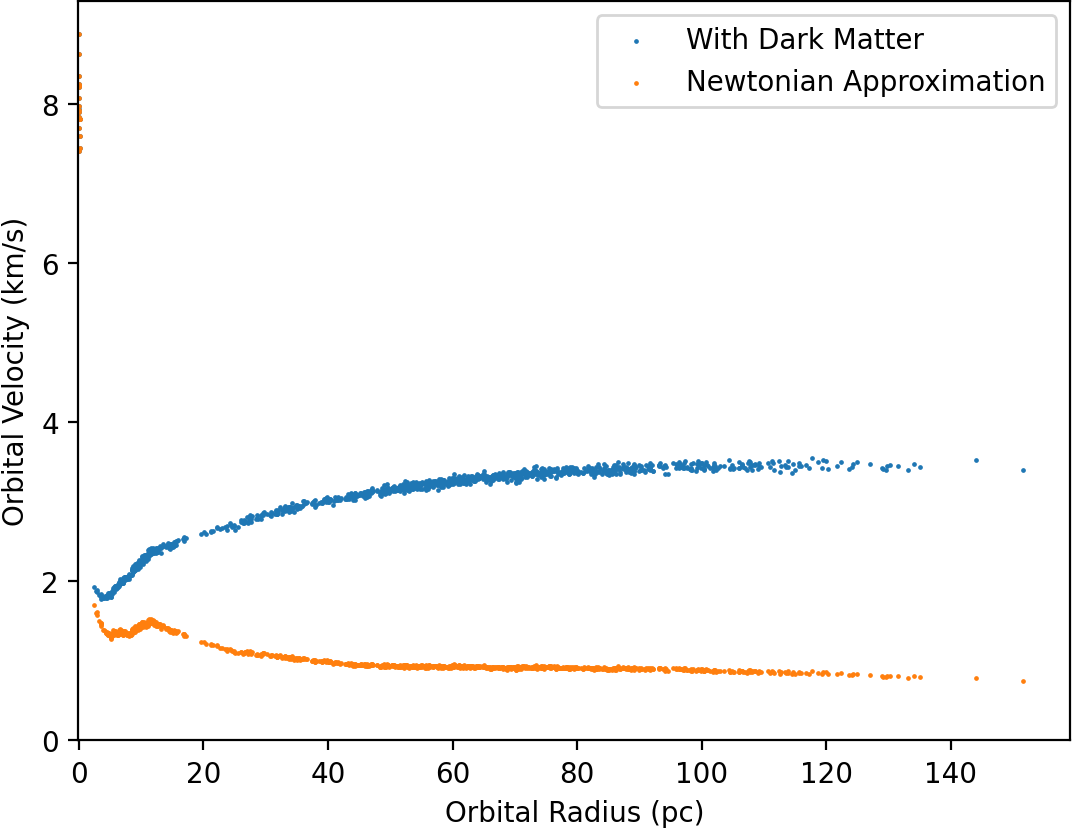 With Dark Matter
Newtonian Approximation
Orbital Velocity (km/s)
8
6
4
2
0
0 20 40 60 80 100 120 140
Orbital Radius (pc)